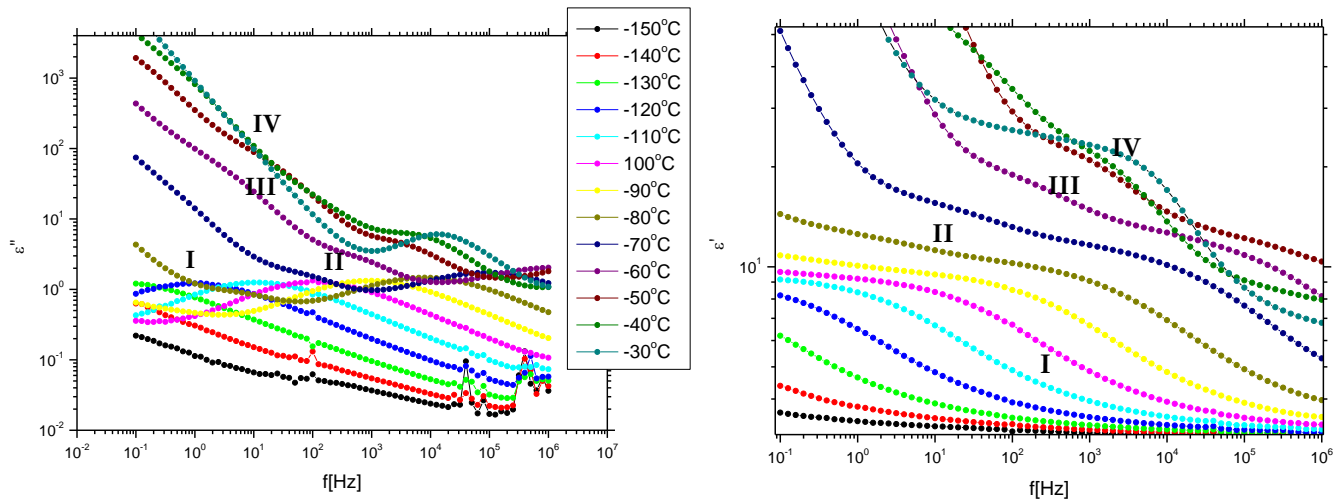 10³
10²
10¹
10⁰
10⁻¹
10⁻²
ε''
IV
III
II
I
10⁻²
10⁻¹
10⁰
10¹
10²
10³
10⁴
10⁵
10⁶
10⁷
f[Hz]
-150°C
-140°C
-130°C
-120°C
-110°C
100°C
-90°C
-80°C
-70°C
-60°C
-50°C
-40°C
-30°C
ε'
10¹
IV
III
II
I
10⁻¹
10⁰
10¹
10²
10³
10⁴
10⁵
10⁶
f[Hz]